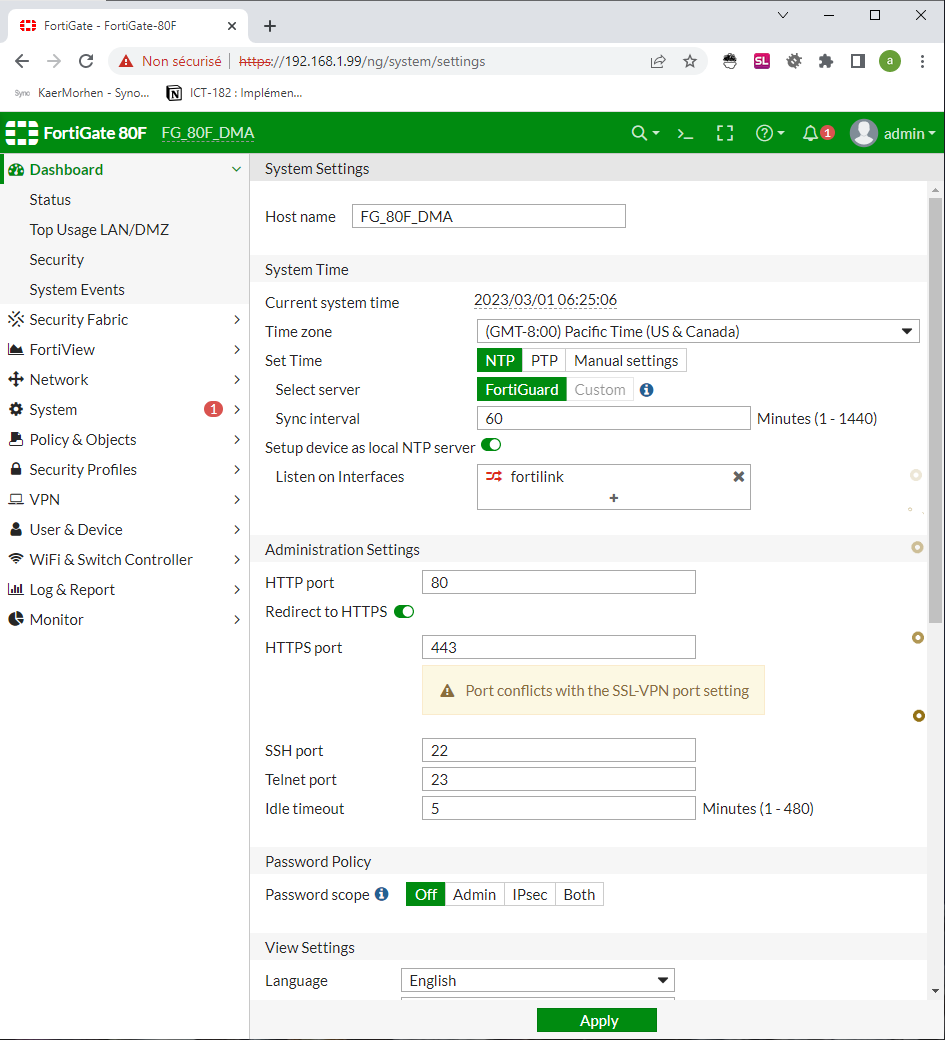 FortiGate - FortiGate-80F
Non sécurisé | https://192.168.1.99/ng/system/settings
SL
a
Sync KaerMorhen - Syno...
ICT-182 : Implémen...
FortiGate 80F FG_80F_DMA 1 admin
Dashboard
Status
Top Usage LAN/DMZ
Security
System Events
Security Fabric
FortiView
Network
System 1
Policy & Objects
Security Profiles
VPN
User & Device
WiFi & Switch Controller
Log & Report
Monitor
System Settings
Host name FG_80F_DMA
System Time
Current system time 2023/03/01 06:25:06
Time zone (GMT-8:00) Pacific Time (US & Canada)
Set Time NTP PTP Manual settings
Select server FortiGuard Custom
Sync interval 60 Minutes (1 - 1440)
Setup device as local NTP server
Listen on Interfaces fortilink
+
Administration Settings
HTTP port 80
Redirect to HTTPS
HTTPS port 443
Port conflicts with the SSL-VPN port setting
SSH port 22
Telnet port 23
Idle timeout 5 Minutes (1 - 480)
Password Policy
Password scope Off Admin IPsec Both
View Settings
Language English
Apply